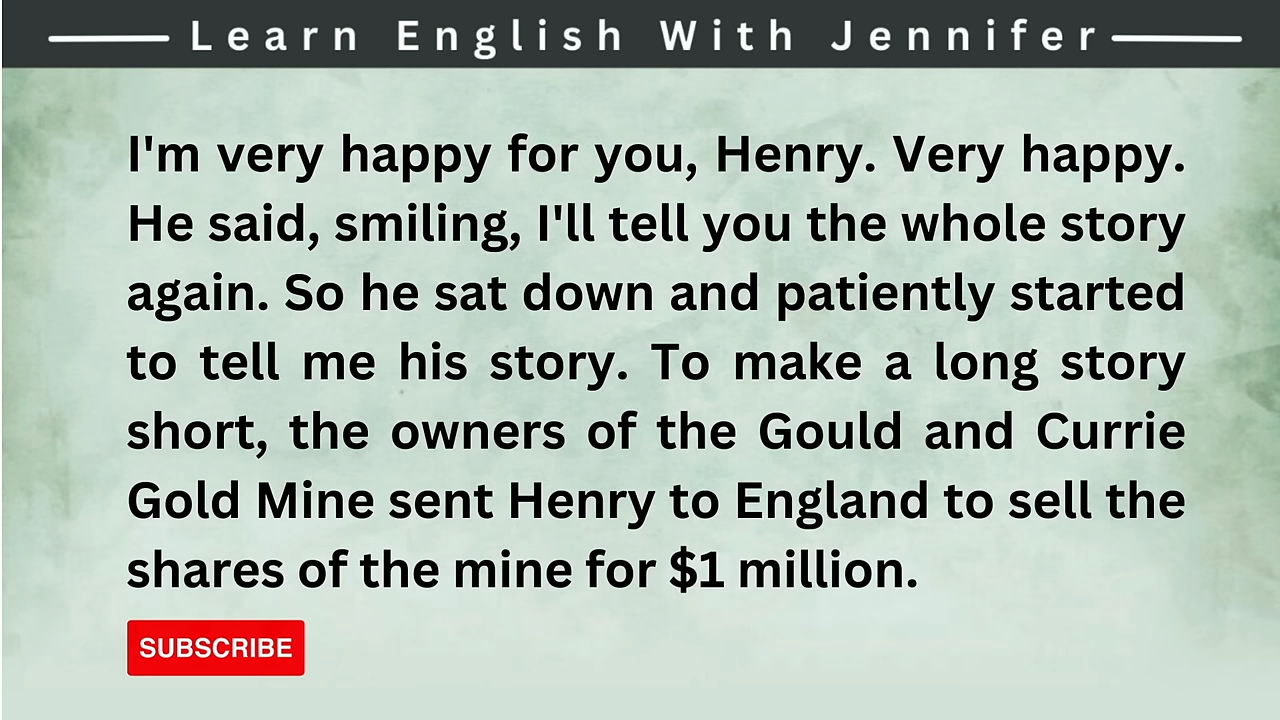 Learn English With Jennifer
I'm very happy for you, Henry. Very happy.
He said, smiling, I'll tell you the whole story
again. So he sat down and patiently started
to tell me his story. To make a long story
short, the owners of the Gould and Currie
Gold Mine sent Henry to England to sell the
shares of the mine for $1 million.
SUBSCRIBE